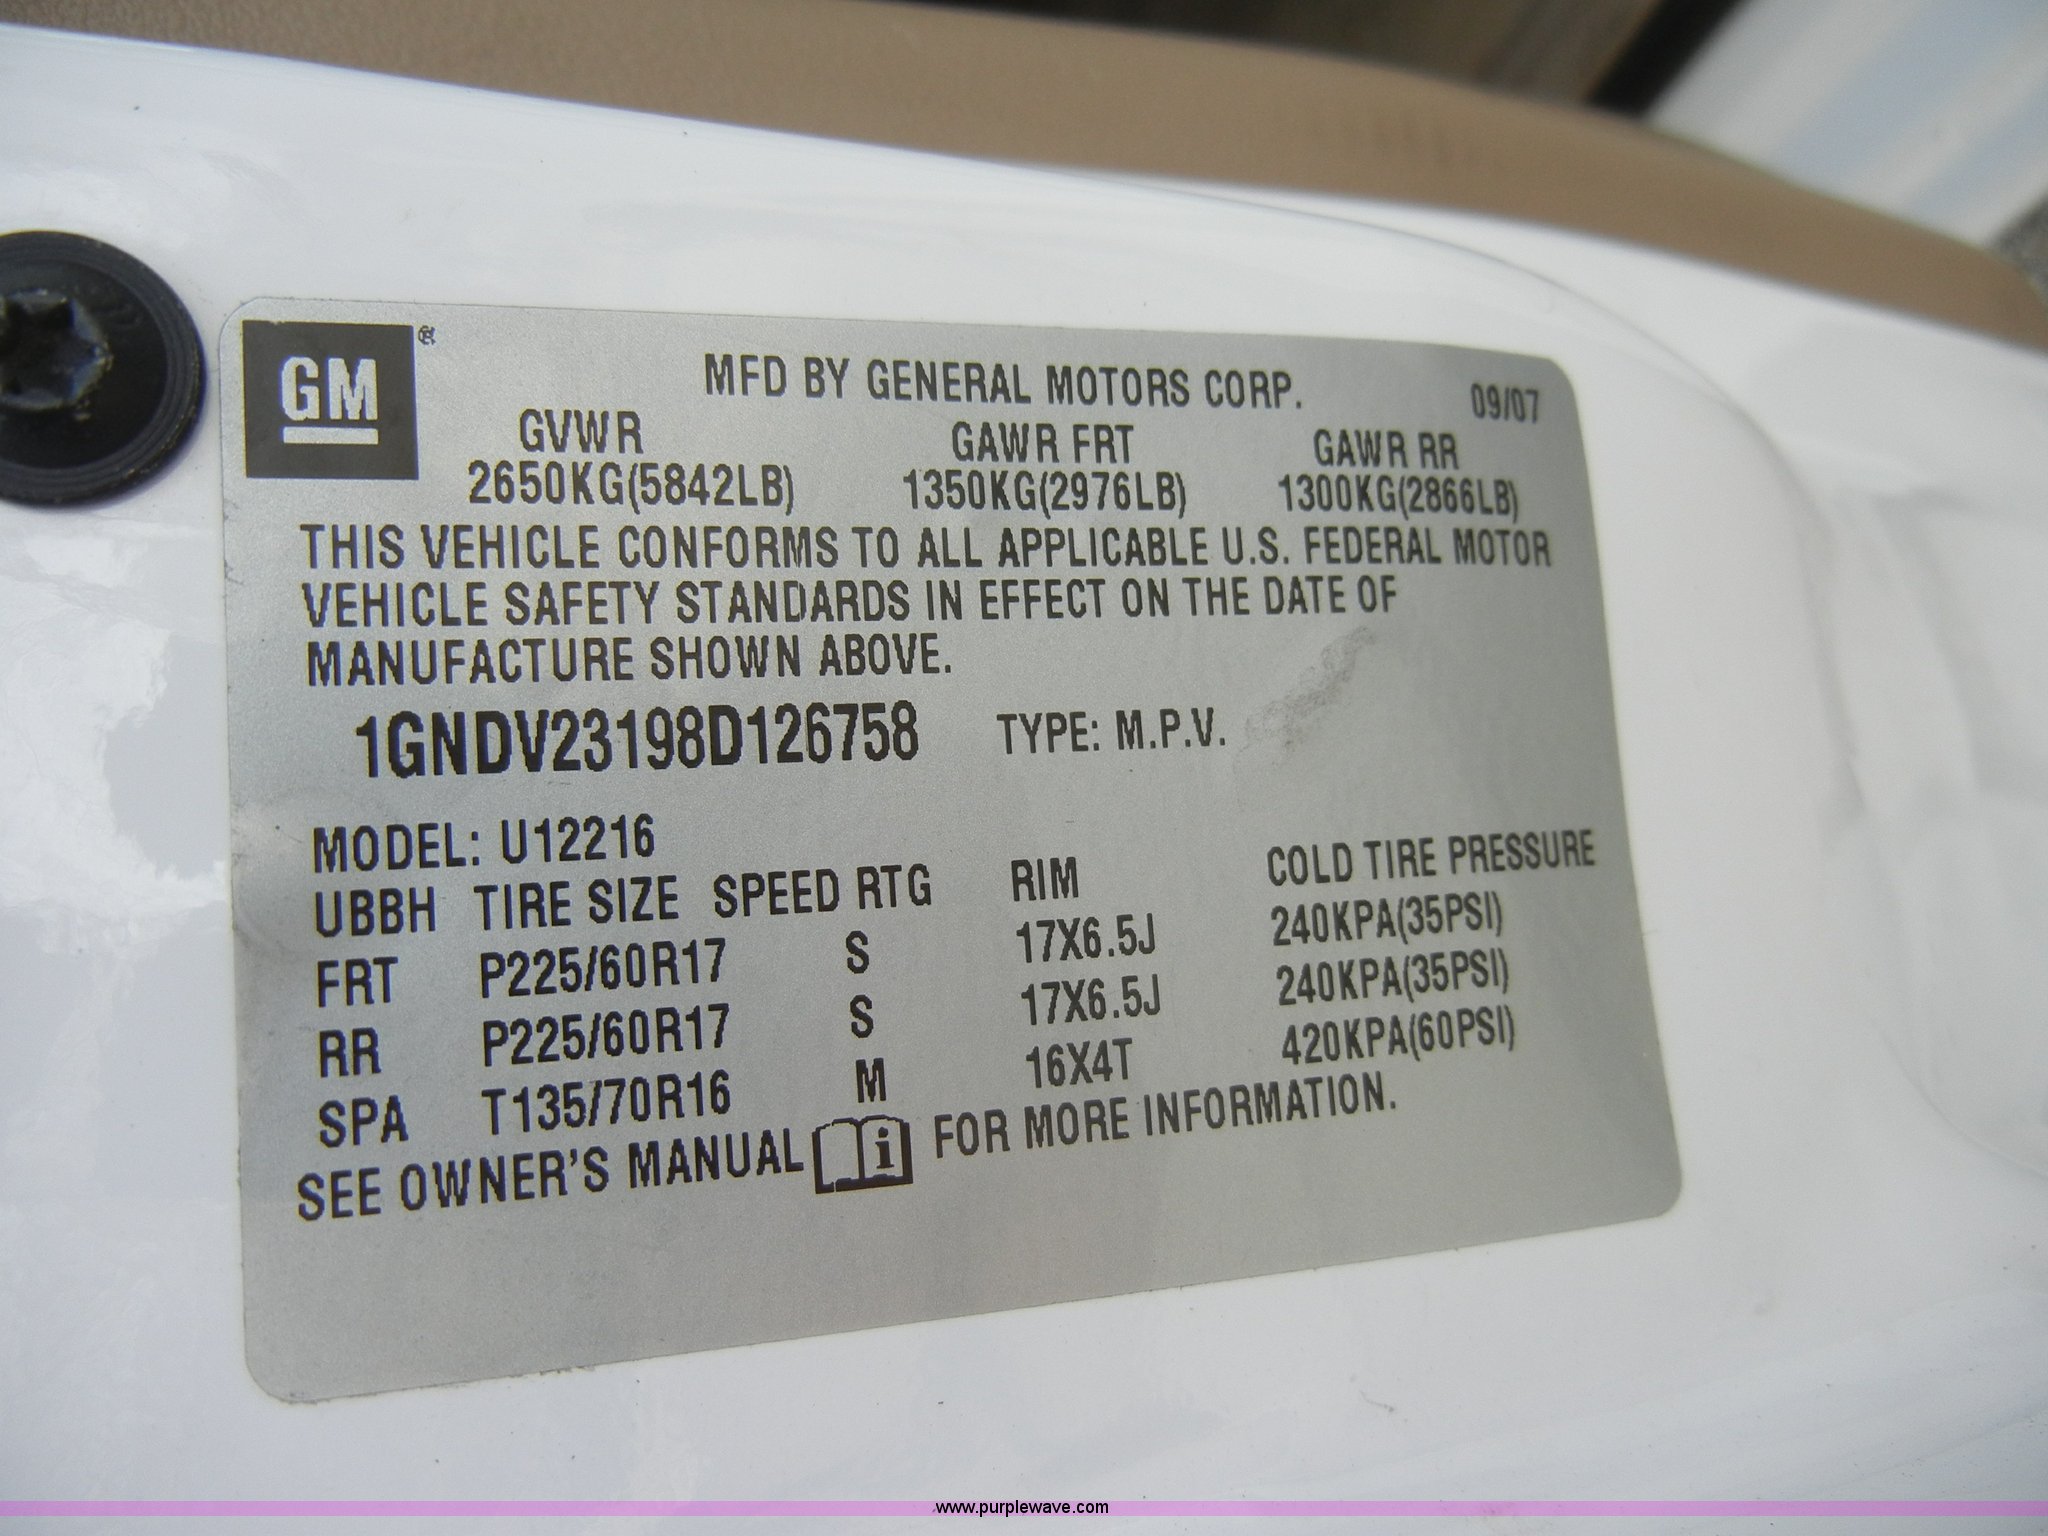 GM®
MFD BY GENERAL MOTORS CORP. 09/07
GVWR GAWR FRT GAWR RR
2650KG(5842LB) 1350KG(2976LB) 1300KG(2866LB)
THIS VEHICLE CONFORMS TO ALL APPLICABLE U.S. FEDERAL MOTOR
VEHICLE SAFETY STANDARDS IN EFFECT ON THE DATE OF
MANUFACTURE SHOWN ABOVE.
1GNDV23198D126758 TYPE: M.P.V.
MODEL: U12216
UBBH TIRE SIZE SPEED RTG RIM COLD TIRE PRESSURE
FRT P225/60R17 S 17X6.5J 240KPA(35PSI)
RR P225/60R17 S 17X6.5J 240KPA(35PSI)
SPA T135/70R16 M 16X4T 420KPA(60PSI)
SEE OWNER'S MANUAL i FOR MORE INFORMATION.
www.purplewave.com